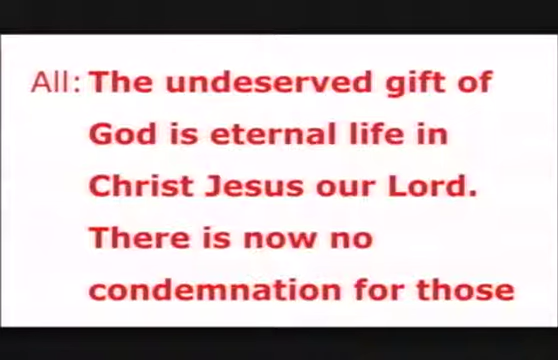 All: The undeserved gift of
God is eternal life in
Christ Jesus our Lord.
There is now no
condemnation for those